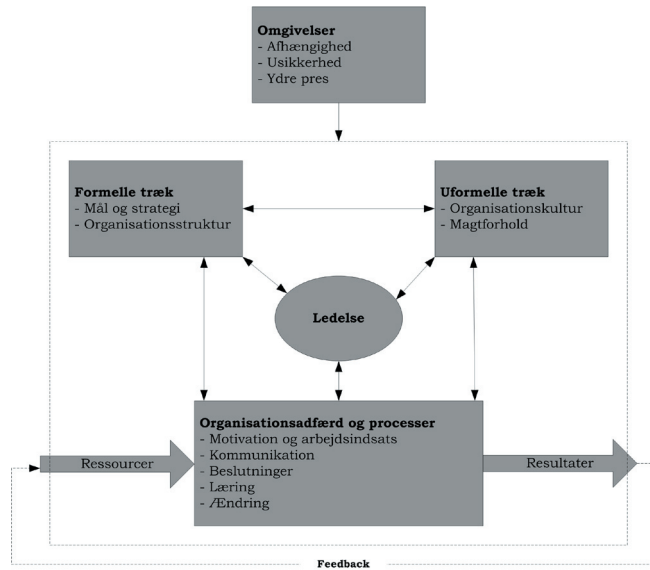 Omgivelser
- Afhængighed
- Usikkerhed
- Ydre pres
Formelle træk
- Mål og strategi
- Organisationsstruktur
Uformelle træk
- Organisationskultur
- Magtforhold
Ledelse
Organisationsadfærd og processer
- Motivation og arbejdsindsats
- Kommunikation
- Beslutninger
- Læring
- Ændring
Ressourcer
Resultater
Feedback